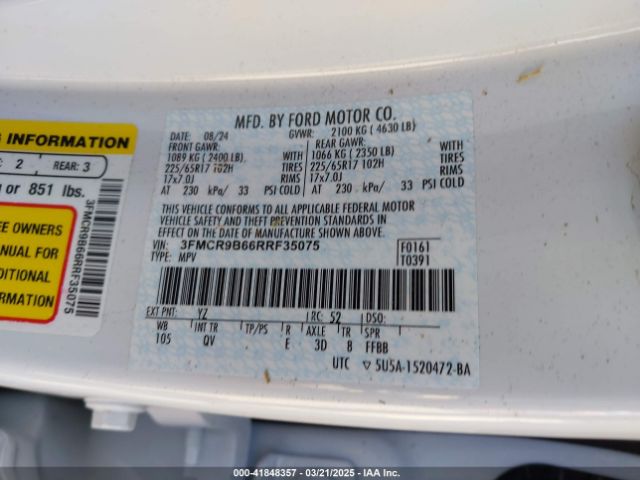 G INFORMATION
: 2 REAR: 3
g or 851 lbs.
EE OWNERS
MANUAL FOR
DDITIONAL
FORMATION
3FMCR9B66RRF35075
MFD. BY FORD MOTOR CO.
DATE: 08/24 GVWR: 2100 KG ( 4630 LB)
FRONT GAWR: REAR GAWR:
1089 KG ( 2400 LB) WITH 1066 KG ( 2350 LB) WITH
225/65R17 102H TIRES 225/65R17 102H TIRES
17x7.0J RIMS 17x7.0J RIMS
AT 230 kPa/ 33 PSI COLD AT 230 kPa/ 33 PSI COLD
THIS VEHICLE CONFORMS TO ALL APPLICABLE FEDERAL MOTOR
VEHICLE SAFETY, BUMPER, AND THEFT PREVENTION STANDARDS IN
EFFECT ON THE DATE OF MANUFACTURE SHOWN ABOVE.
VIN: 3FMCR9B66RRF35075 F0161
TYPE: MPV T0391
EXT PNT: YZ RC: 52 DSO:
WB INT TR TP/PS R AXLE TR SPR
105 QV E 3D 8 FFBB
UTC ▽ 5U5A-1520472-BA
000-41848357 / 03/21/2025 / IAA Inc.